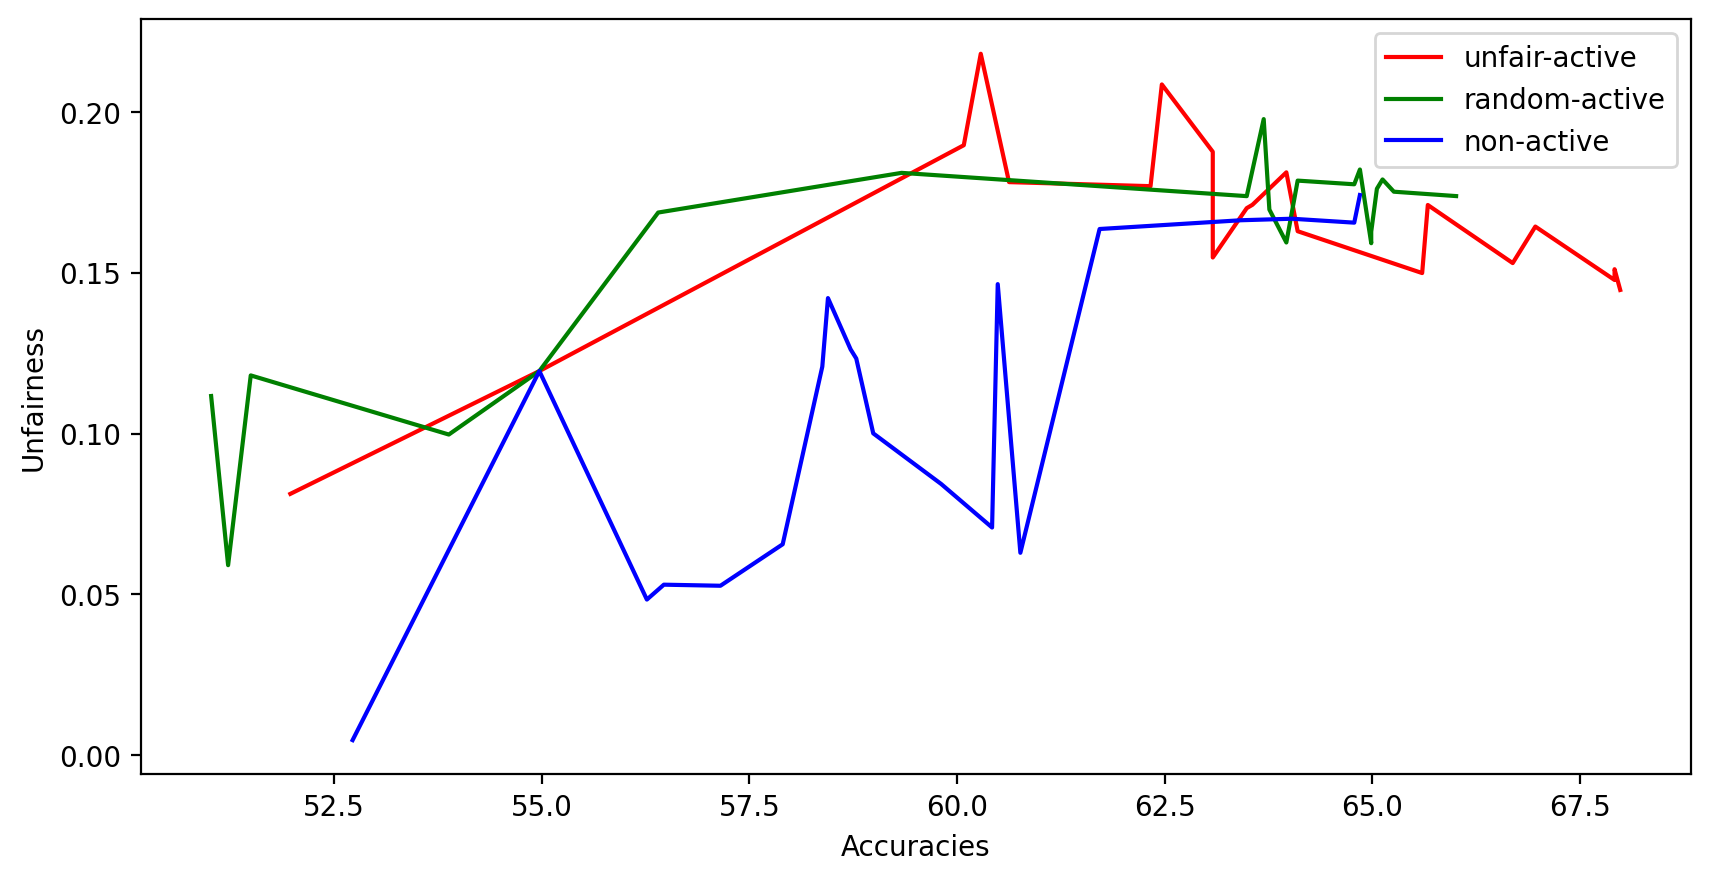 unfair-active
random-active
non-active
Unfairness
0.20
0.15
0.10
0.05
0.00
52.5 55.0 57.5 60.0 62.5 65.0 67.5
Accuracies